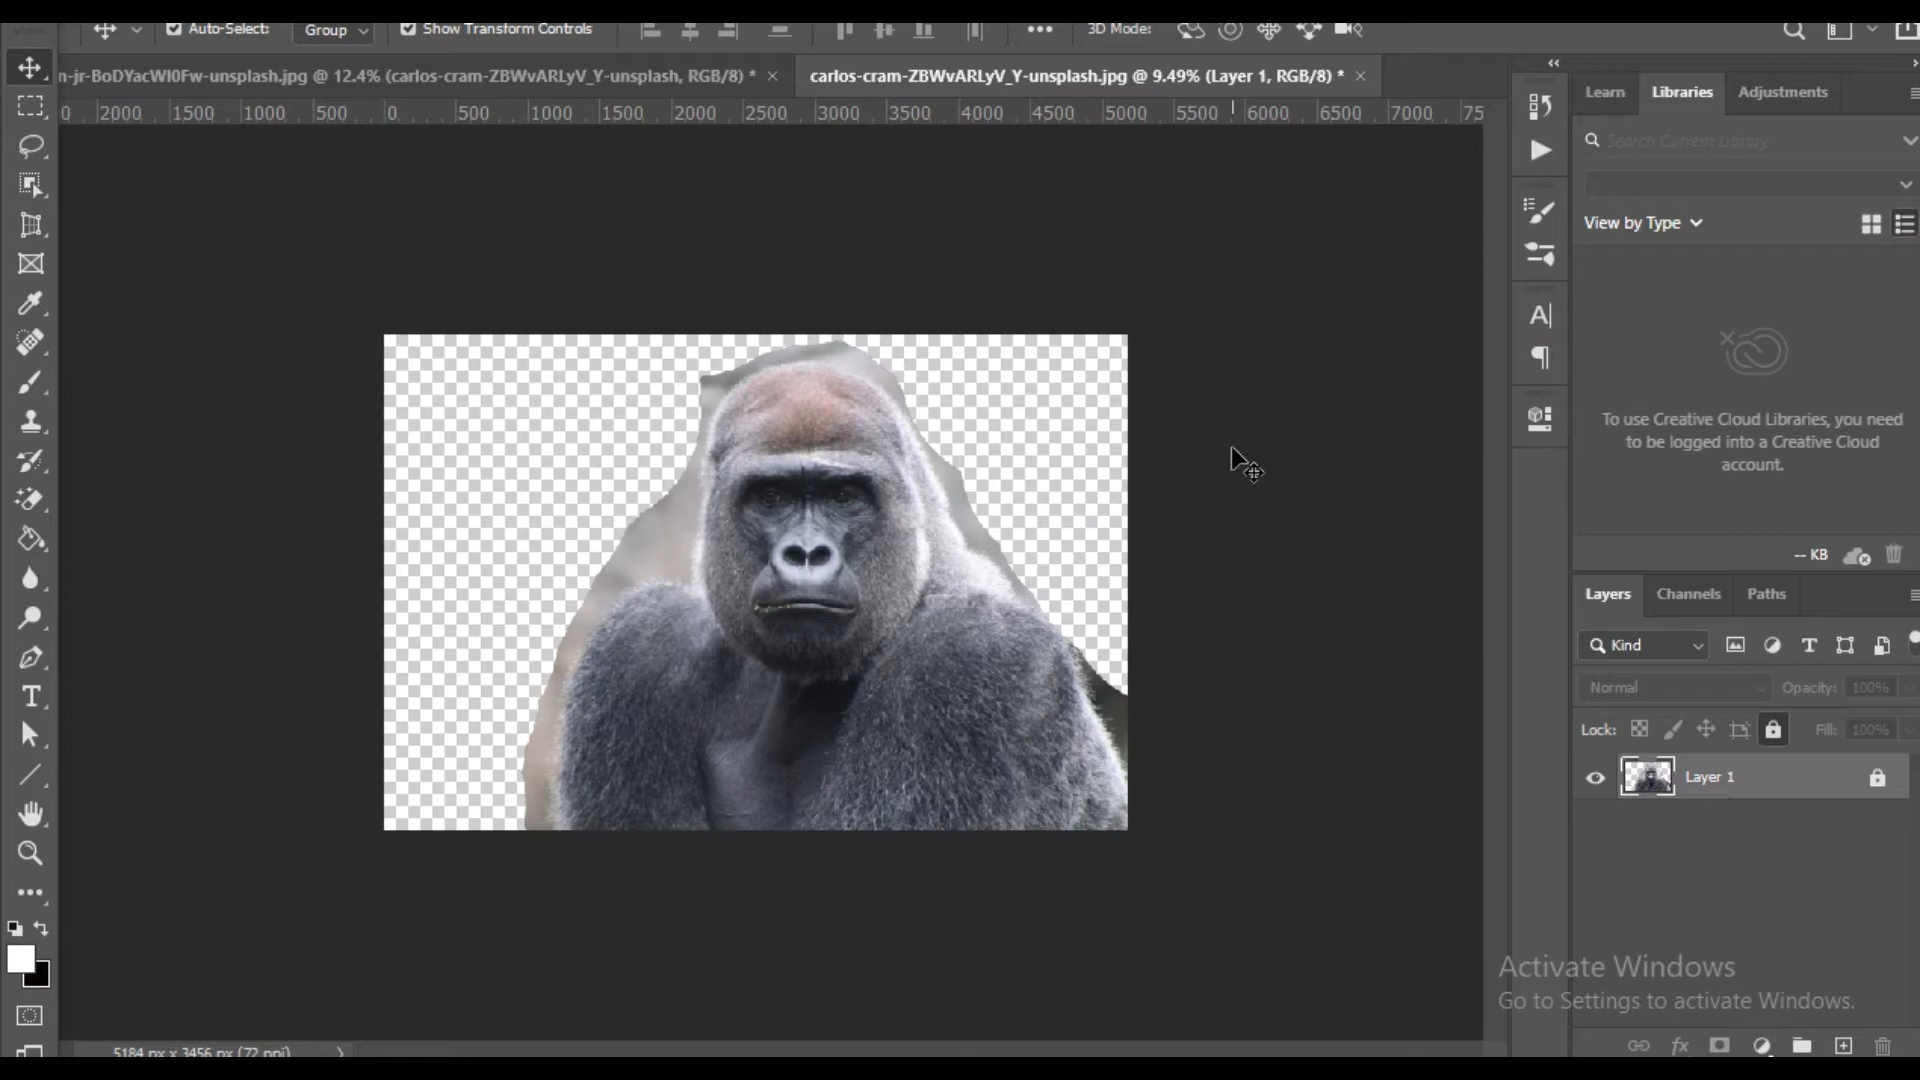 Auto-Select: Group Show Transform Controls 3D Mode:
n-jr-BoDYacWI0Fw-unsplash.jpg @ 12.4% (carlos-cram-ZBWvARLyV_Y-unsplash, RGB/8) *
carlos-cram-ZBWvARLyV_Y-unsplash.jpg @ 9.49% (Layer 1, RGB/8) *
0 2000 1500 1000 500 0 500 1000 1500 2000 2500 3000 3500 4000 4500 5000 5500 6000 6500 7000 75
Learn Libraries Adjustments
Search Current Library
View by Type
To use Creative Cloud Libraries, you need
to be logged into a Creative Cloud
account.
-- KB
Layers Channels Paths
Kind
Normal Opacity: 100%
Lock: Fill: 100%
Layer 1
Activate Windows
Go to Settings to activate Windows.
5184 px x 3456 px (72 ppi)